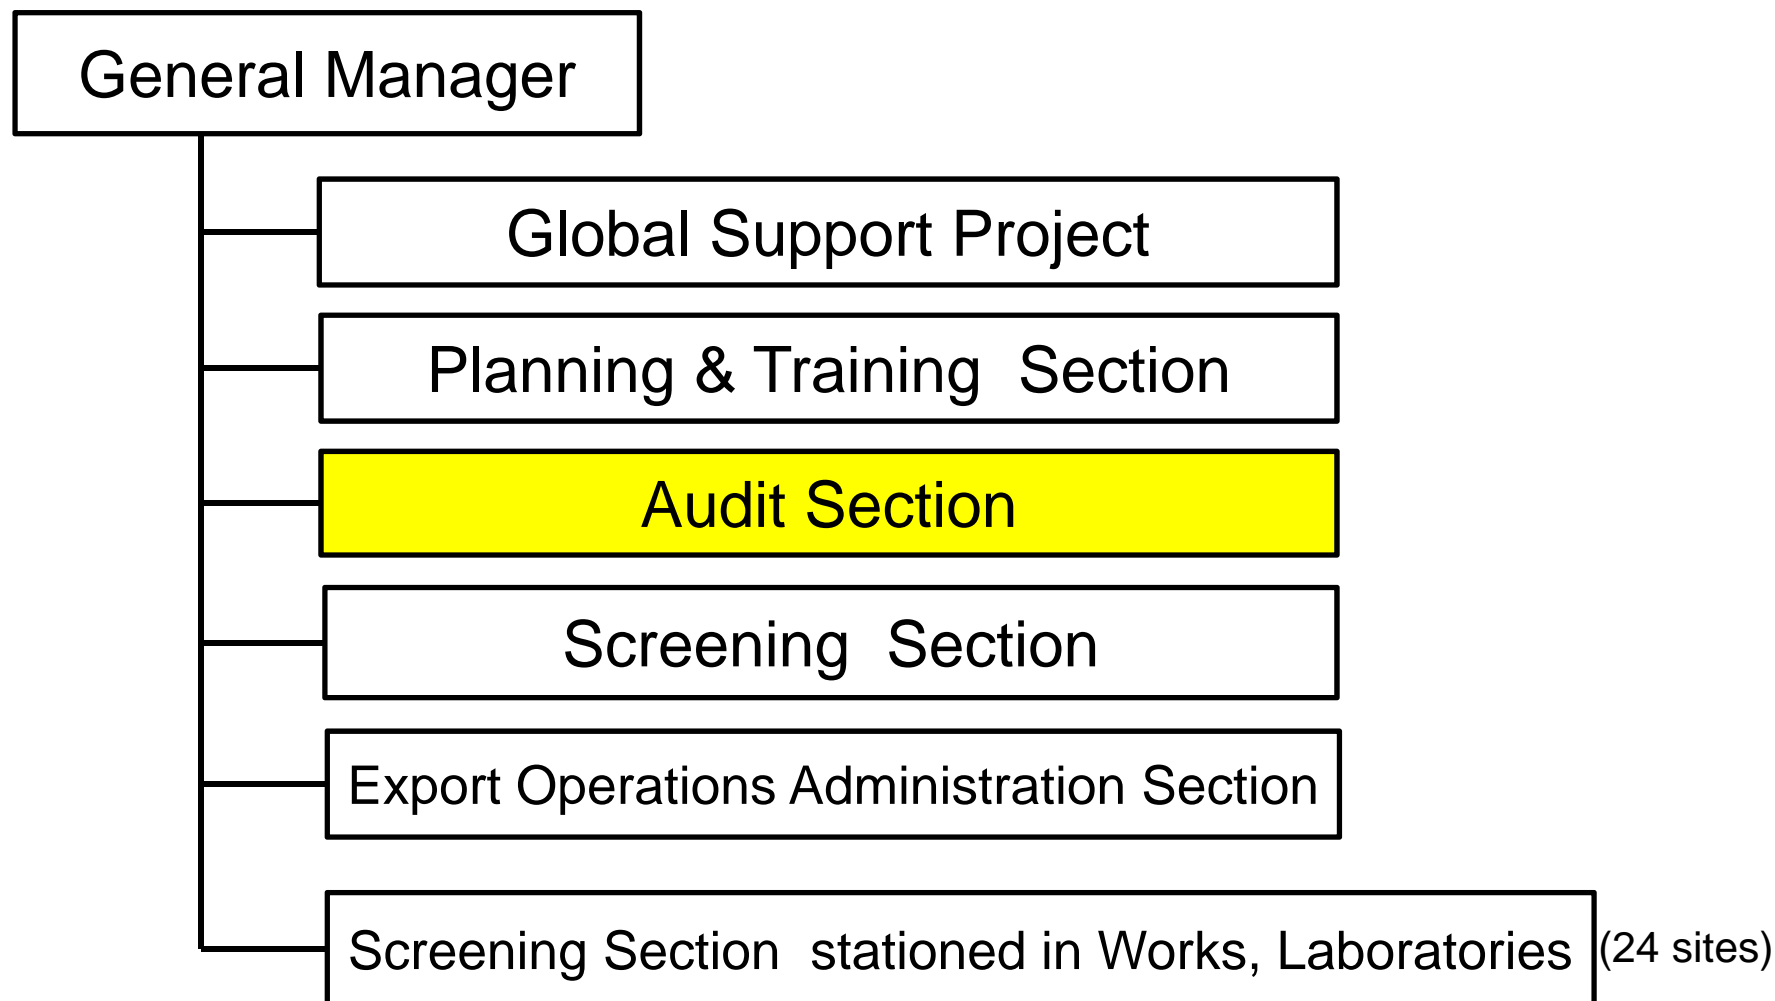 General Manager
Global Support Project
Planning & Training  Section
Audit Section
Screening  Section
Export Operations Administration Section
Screening Section  stationed in Works, Laboratories (24 sites)